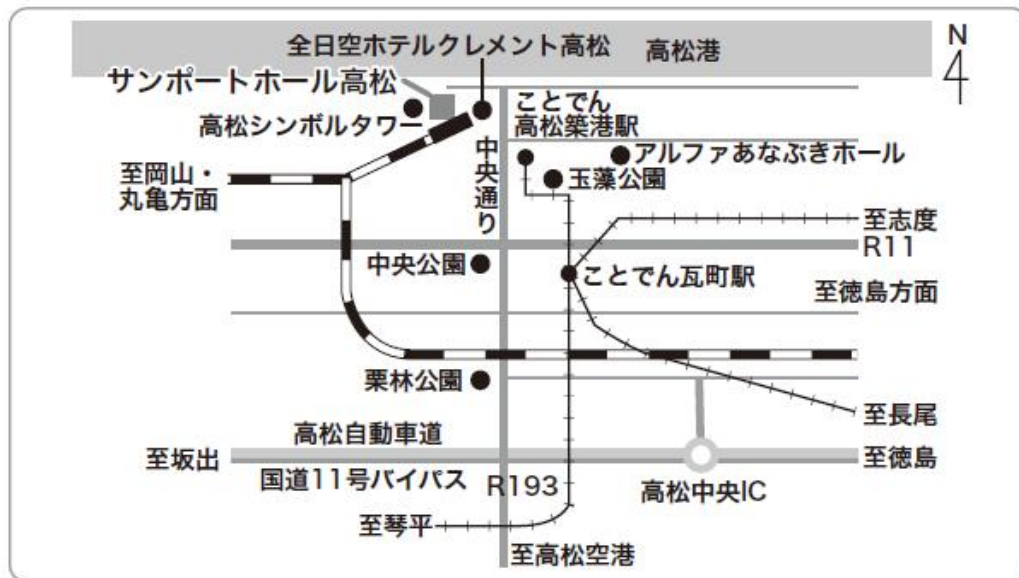 全日空ホテルクレメント高松
高松港
N
サンポートホール高松
高松シンボルタワー
ことでん
高松築港駅
中央通り
アルファあなぶきホール
玉藻公園
至岡山・
丸亀方面
至志度
R11
中央公園
ことでん瓦町駅
至徳島方面
栗林公園
至長尾
高松自動車道
至坂出
至徳島
国道11号バイパス
R193
高松中央IC
至琴平
至高松空港